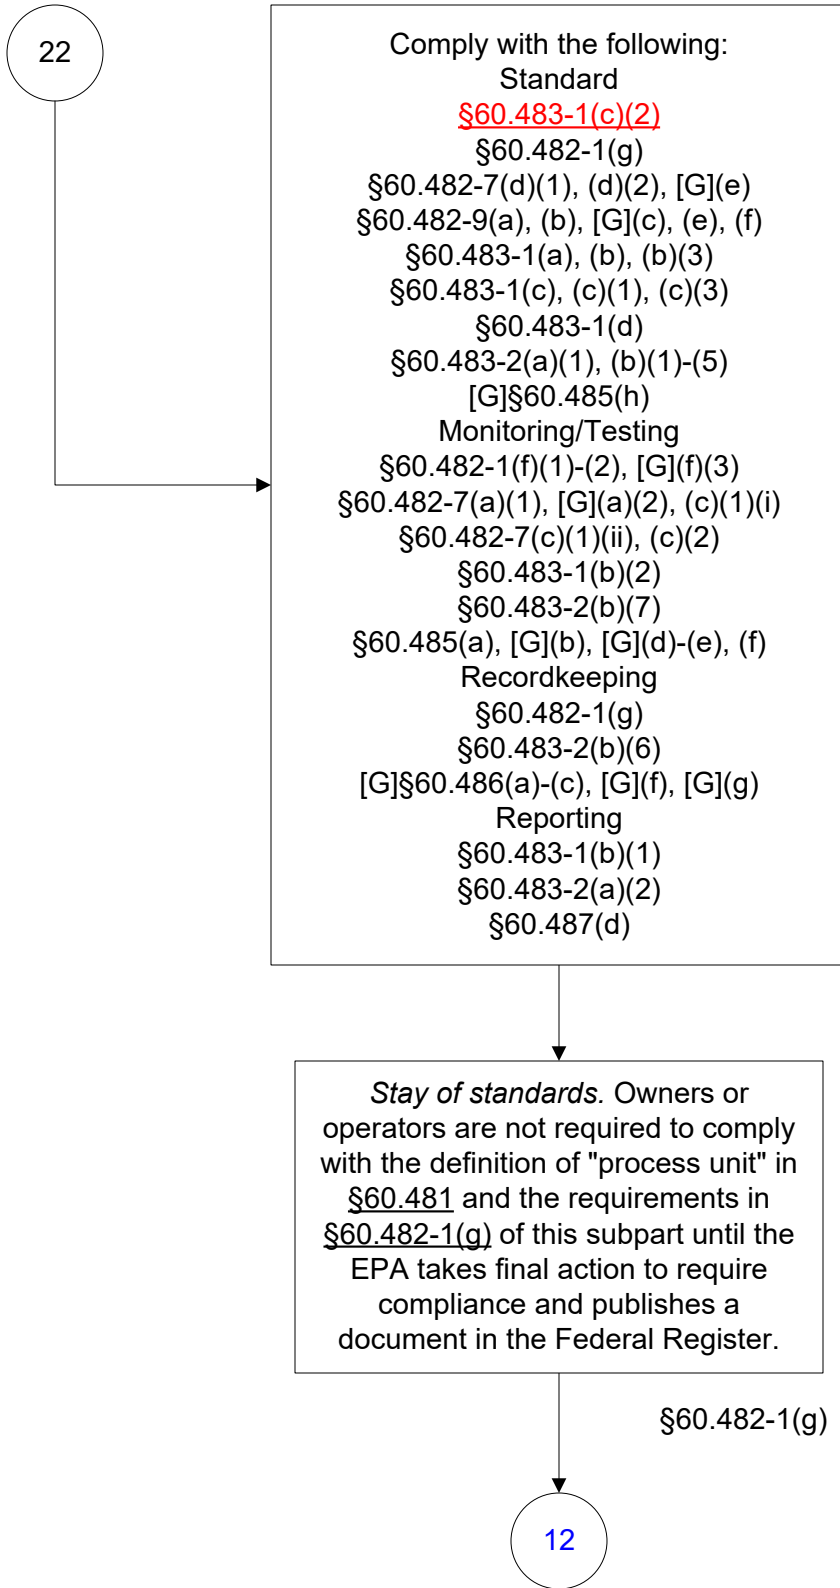 22
Comply with the following:
Standard
§60.483-1(c)(2)
§60.482-1(g)
§60.482-7(d)(1), (d)(2), [G](e)
§60.482-9(a), (b), [G](c), (e), (f)
§60.483-1(a), (b), (b)(3)
§60.483-1(c), (c)(1), (c)(3)
§60.483-1(d)
§60.483-2(a)(1), (b)(1)-(5)
[G]§60.485(h)
Monitoring/Testing
§60.482-1(f)(1)-(2), [G](f)(3)
§60.482-7(a)(1), [G](a)(2), (c)(1)(i)
§60.482-7(c)(1)(ii), (c)(2)
§60.483-1(b)(2)
§60.483-2(b)(7)
§60.485(a), [G](b), [G](d)-(e), (f)
Recordkeeping
§60.482-1(g)
§60.483-2(b)(6)
[G]§60.486(a)-(c), [G](f), [G](g)
Reporting
§60.483-1(b)(1)
§60.483-2(a)(2)
§60.487(d)
Stay of standards. Owners or
operators are not required to comply
with the definition of "process unit" in
§60.481 and the requirements in
§60.482-1(g) of this subpart until the
EPA takes final action to require
compliance and publishes a
document in the Federal Register.
§60.482-1(g)
12